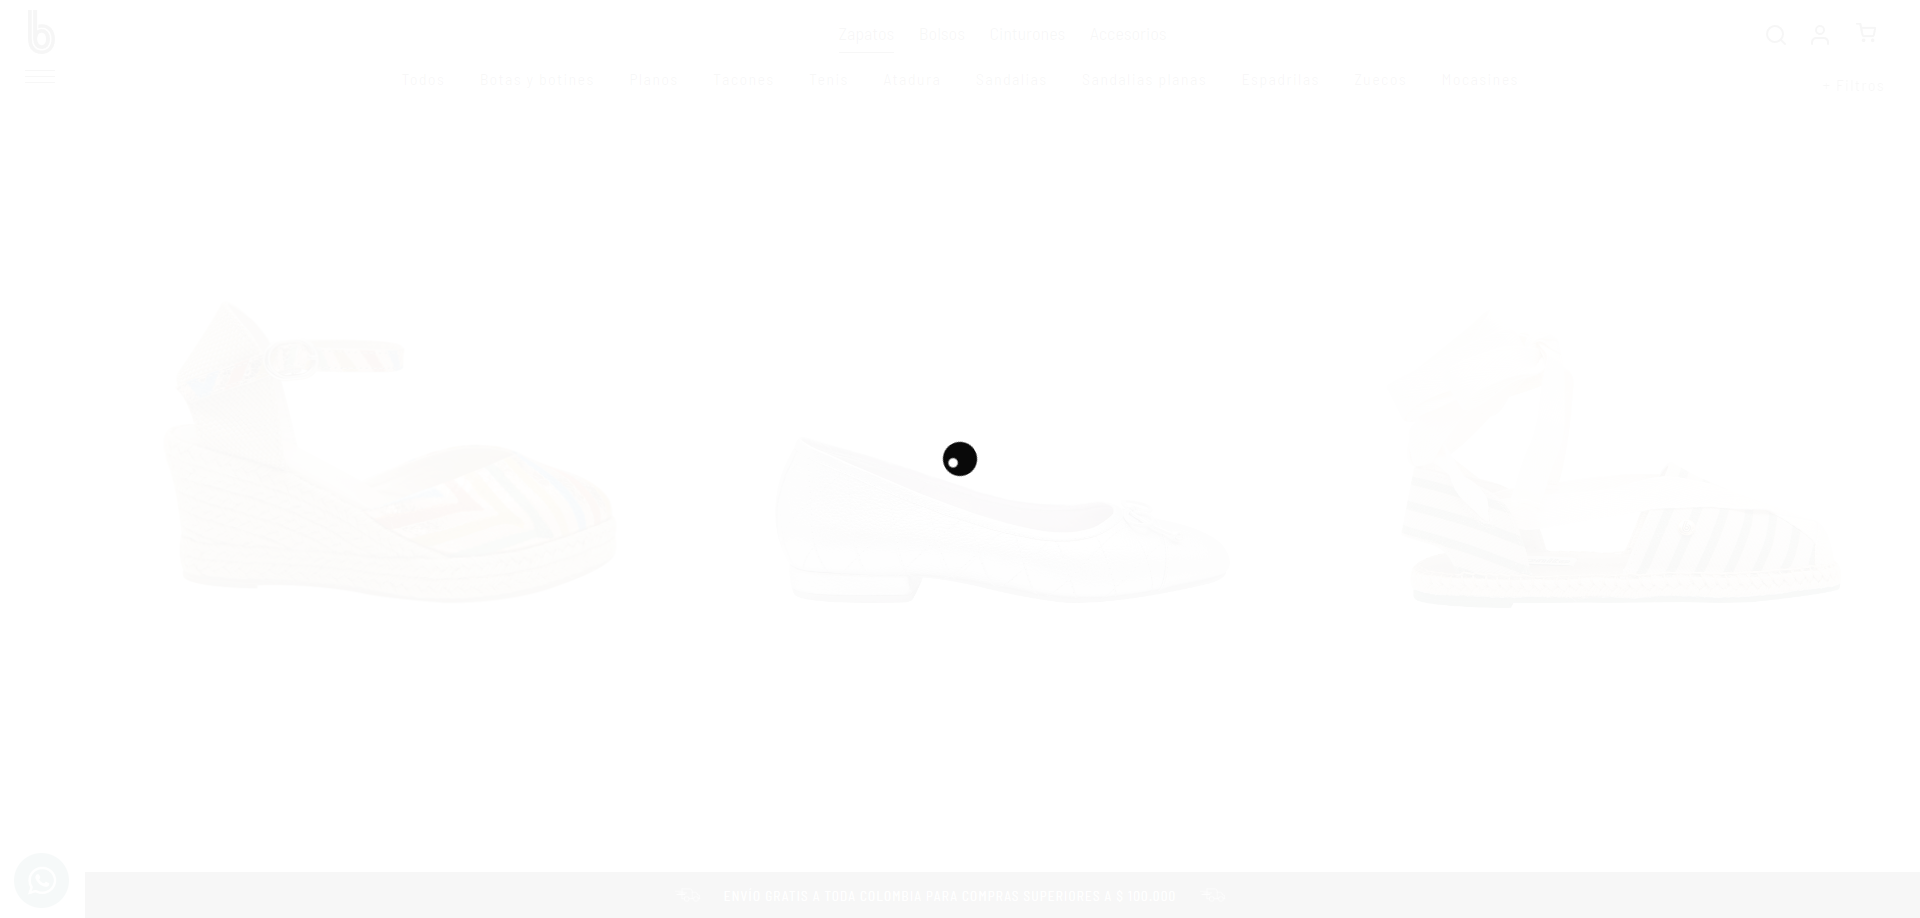 b
Zapatos Bolsos Cinturones Accesorios
Todos Botas y botines Planos Tacones Tenis Atadura Sandalias Sandalias planas Espadriles Zuecos Mocasines
+ Filtros
ENVÍO GRATIS A TODA COLOMBIA PARA COMPRAS SUPERIORES A $ 100.000